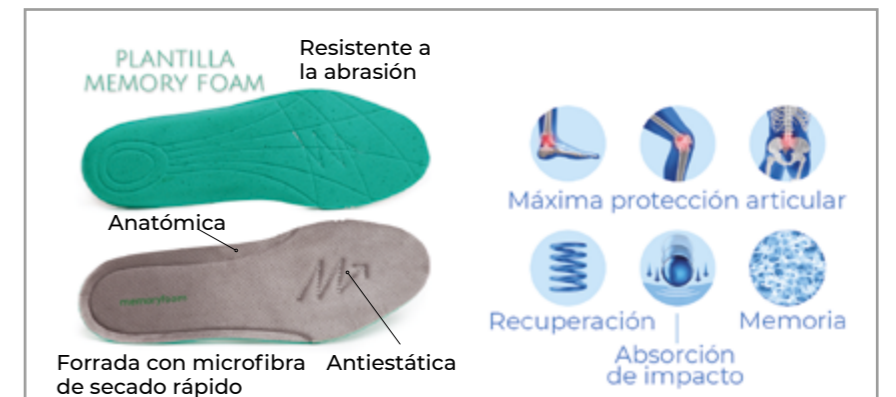 PLANTILLA
MEMORY FOAM
Resistente a
la abrasión
Anatómica
memoryfoam
Forrada con microfibra
de secado rápido
Antiestática
Máxima protección articular
Recuperación
Absorción
de impacto
Memoria